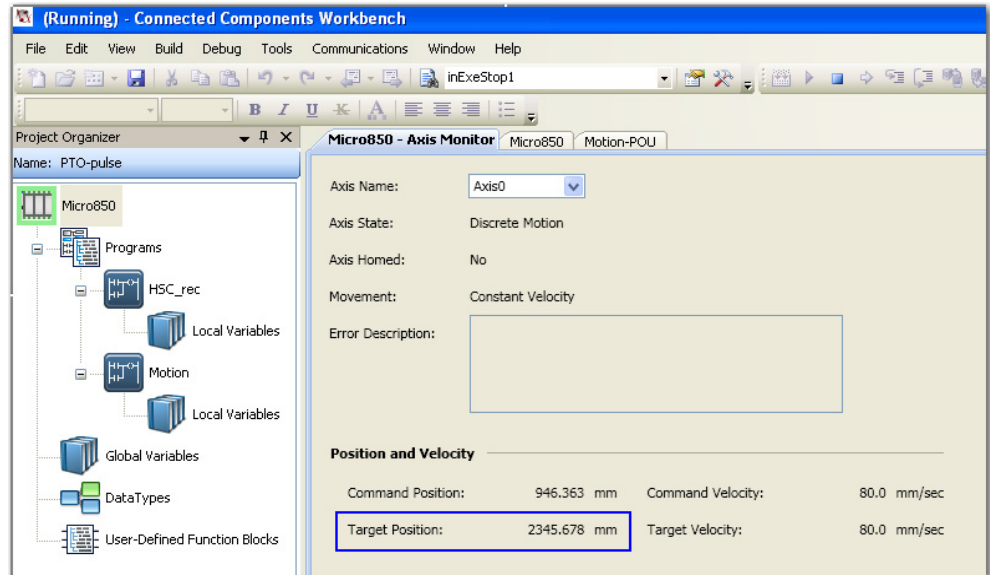 (Running) - Connected Components Workbench
File Edit View Build Debug Tools Communications Window Help
inExeStop1
B I U K A
Project Organizer
Micro850 - Axis Monitor Micro850 Motion-POU
Name: PTO-pulse
Micro850
Programs
HSC_rec
Local Variables
Motion
Local Variables
Global Variables
DataTypes
User-Defined Function Blocks
Axis Name: Axis0
Axis State: Discrete Motion
Axis Homed: No
Movement: Constant Velocity
Error Description:
Position and Velocity
Command Position: 946.363 mm Command Velocity: 80.0 mm/sec
Target Position: 2345.678 mm Target Velocity: 80.0 mm/sec